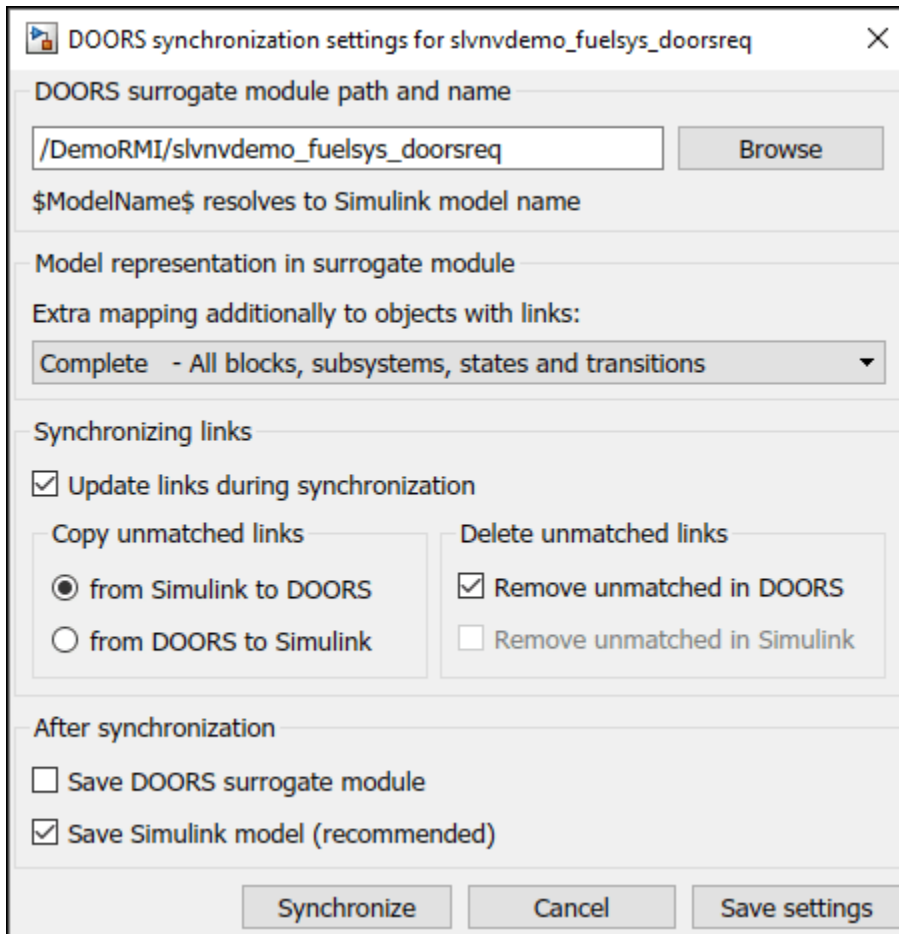 DOORS synchronization settings for slvnvdemo_fuelsys_doorsreq
DOORS surrogate module path and name
/DemoRMI/slvnvdemo_fuelsys_doorsreq
Browse
$ModelName$ resolves to Simulink model name
Model representation in surrogate module
Extra mapping additionally to objects with links:
Complete - All blocks, subsystems, states and transitions
Synchronizing links
Update links during synchronization
Copy unmatched links
from Simulink to DOORS
from DOORS to Simulink
Delete unmatched links
Remove unmatched in DOORS
Remove unmatched in Simulink
After synchronization
Save DOORS surrogate module
Save Simulink model (recommended)
Synchronize
Cancel
Save settings